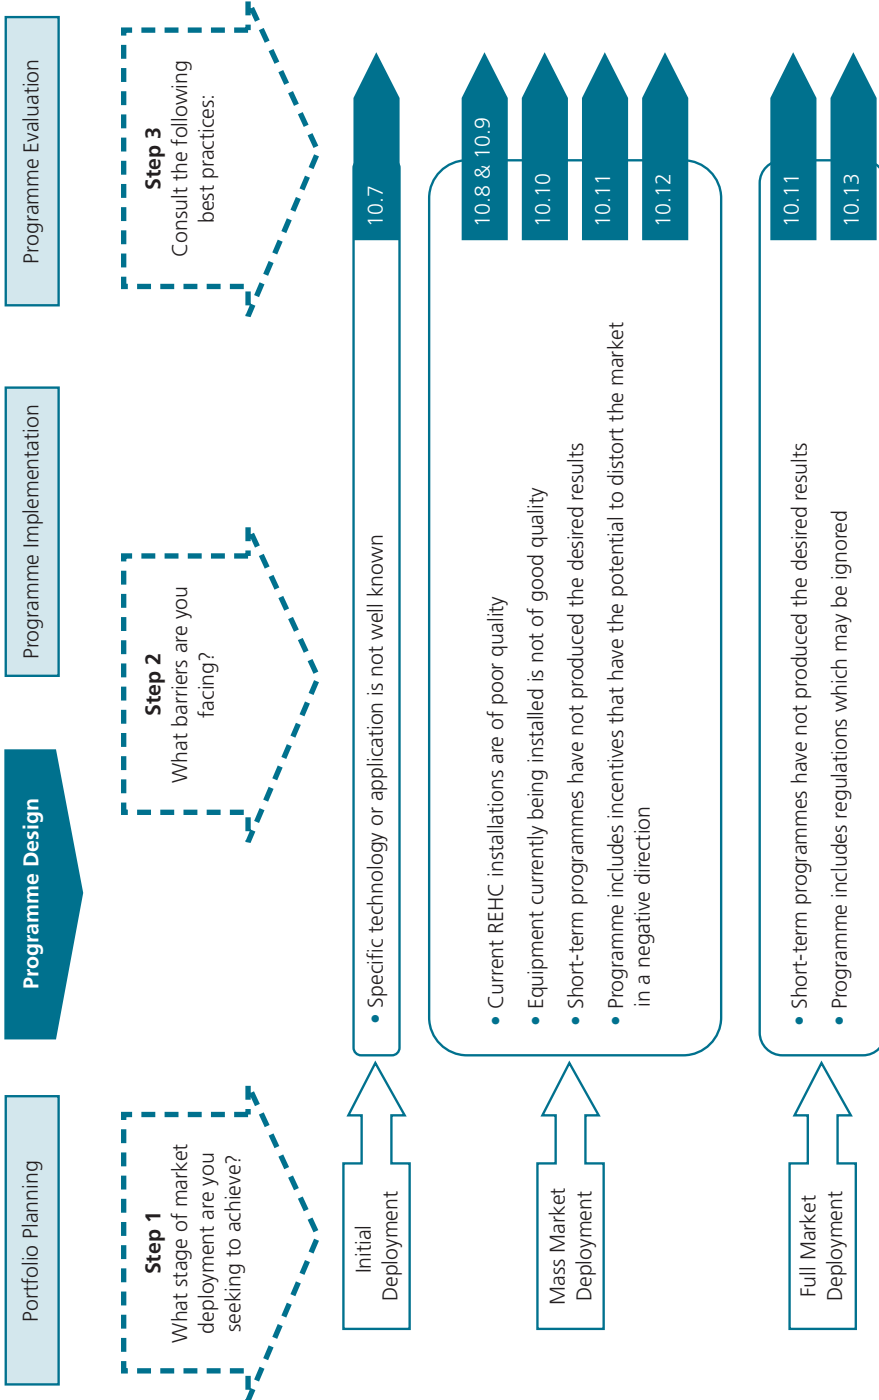 Portfolio Planning
Programme Design
Programme Implementation
Programme Evaluation
Step 1
What stage of market
deployment are you
seeking to achieve?
Step 2
What barriers are you
facing?
Step 3
Consult the following
best practices:
Initial
Deployment
• Specific technology or application is not well known
10.7
Mass Market
Deployment
• Current REHC installations are of poor quality
10.8 & 10.9
• Equipment currently being installed is not of good quality
10.10
• Short-term programmes have not produced the desired results
10.11
• Programme includes incentives that have the potential to distort the market
in a negative direction
10.12
Full Market
Deployment
• Short-term programmes have not produced the desired results
10.11
• Programme includes regulations which may be ignored
10.13